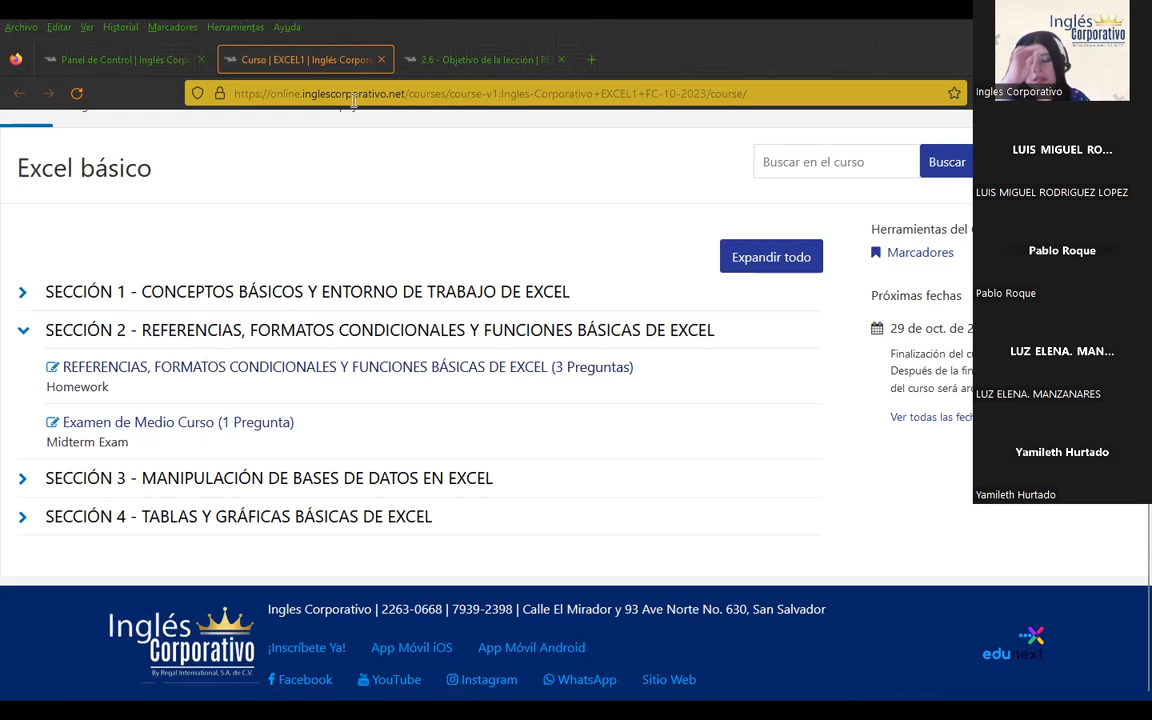 Archivo Editar Ver Historial Marcadores Herramientas Ayuda
Panel de Control | Inglés Corp
Curso | EXCEL1 | Inglés Corpora
2.6 - Objetivo de la lección | RE
https://online.inglescorporativo.net/courses/course-v1:Ingles-Corporativo+EXCEL1+FC-10-2023/course/
Excel básico
Buscar en el curso
Buscar
Expandir todo
SECCIÓN 1 - CONCEPTOS BÁSICOS Y ENTORNO DE TRABAJO DE EXCEL
SECCIÓN 2 - REFERENCIAS, FORMATOS CONDICIONALES Y FUNCIONES BÁSICAS DE EXCEL
REFERENCIAS, FORMATOS CONDICIONALES Y FUNCIONES BÁSICAS DE EXCEL (3 Preguntas)
Homework
Examen de Medio Curso (1 Pregunta)
Midterm Exam
SECCIÓN 3 - MANIPULACIÓN DE BASES DE DATOS EN EXCEL
SECCIÓN 4 - TABLAS Y GRÁFICAS BÁSICAS DE EXCEL
Herramientas del
Marcadores
Próximas fechas
29 de oct. de 2
Finalización del cu
Después de la fin
del curso será arc
Ver todas las fech
Inglés
Corporativo
Ingles Corporativo
LUIS MIGUEL RO...
LUIS MIGUEL RODRIGUEZ LOPEZ
Pablo Roque
Pablo Roque
LUZ ELENA. MAN...
LUZ ELENA. MANZANARES
Yamileth Hurtado
Yamileth Hurtado
Inglés
Corporativo
By Regal International, S.A. de C.V.
Ingles Corporativo | 2263-0668 | 7939-2398 | Calle El Mirador y 93 Ave Norte No. 630, San Salvador
¡Inscríbete Ya! App Móvil iOS App Móvil Android
Facebook YouTube Instagram WhatsApp Sitio Web
edunext